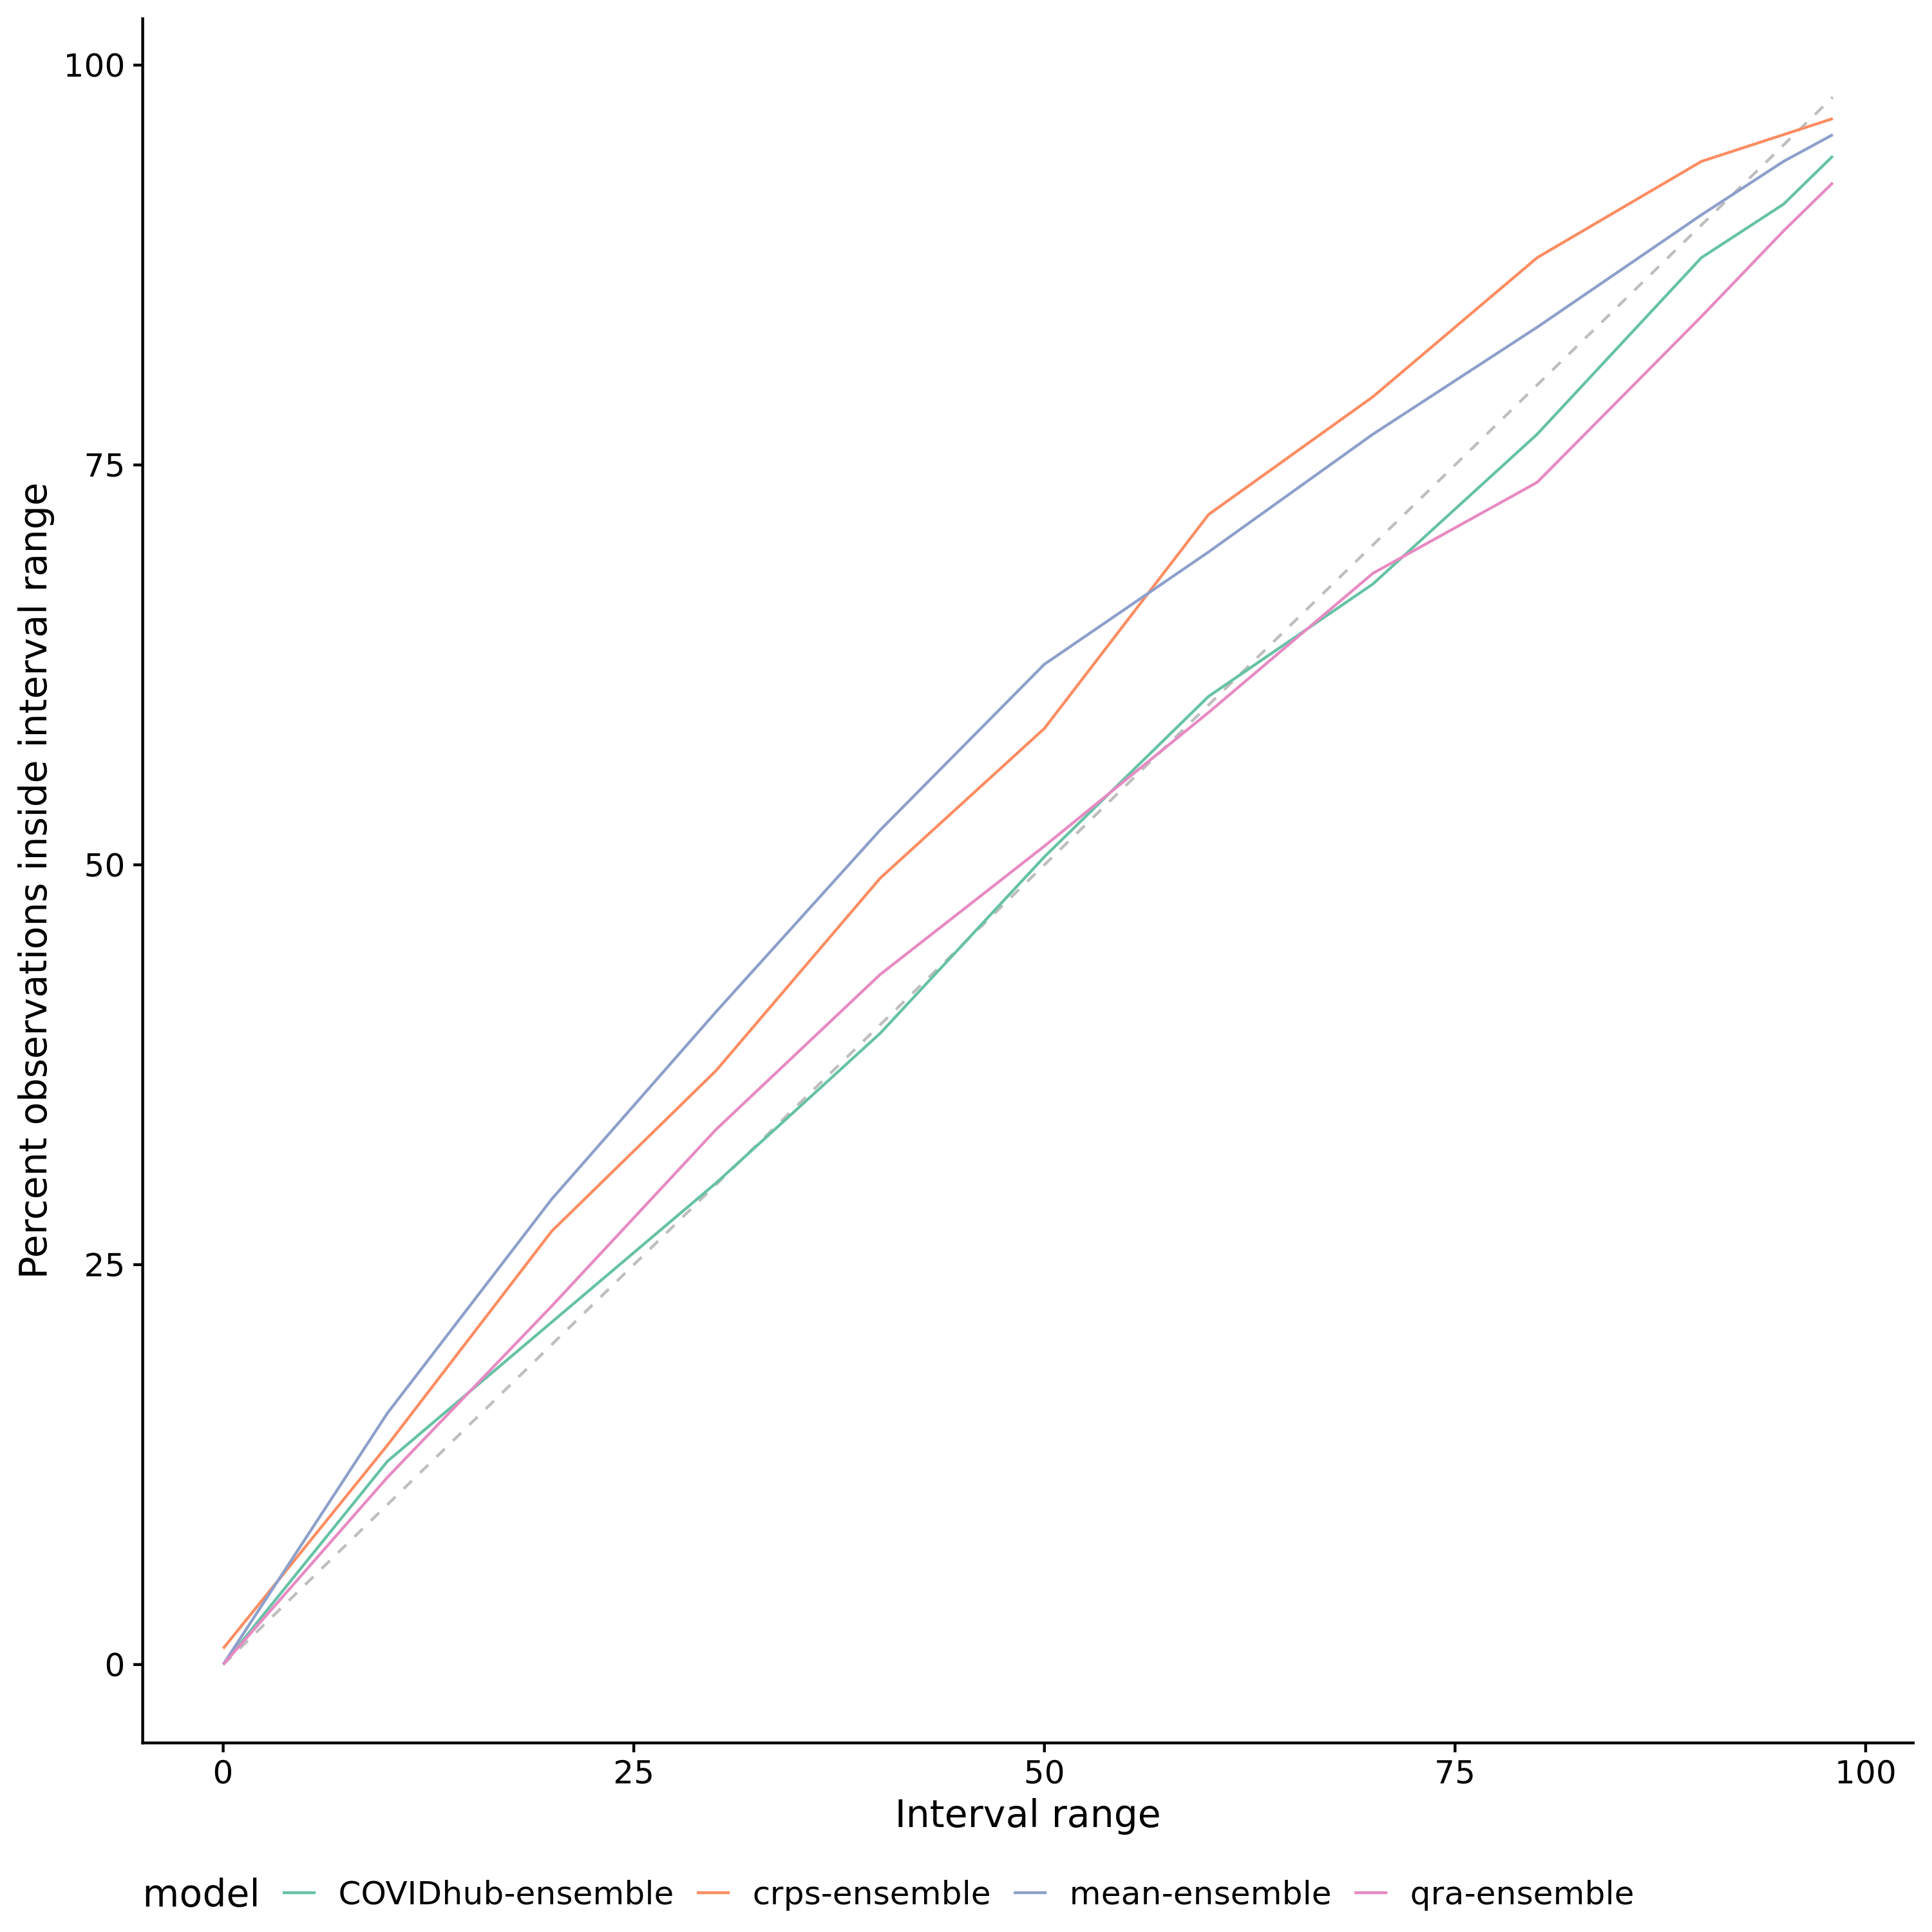 Percent observations inside interval range
100
75
50
25
0
0 25 50 75 100
Interval range
model COVIDhub-ensemble crps-ensemble mean-ensemble qra-ensemble